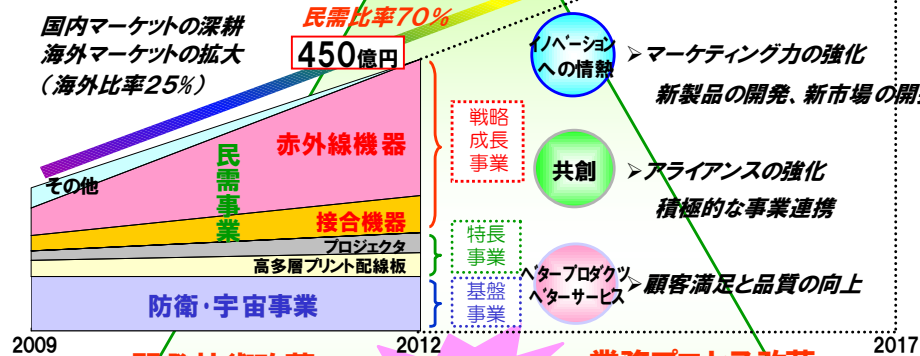 国内マーケットの深耕
海外マーケットの拡大
（海外比率25%）
民需比率70%
450億円
イノベーション
への情熱
➢マーケティング力の強化
新製品の開発、新市場の開
その他
民需事業
赤外線機器
接合機器
プロジェクタ
高多層プリント配線板
防衛・宇宙事業
戦略
成長
事業
特長
事業
基盤
事業
共創
➢アライアンスの強化
積極的な事業連携
ベタープロダクツ
ベターサービス
➢顧客満足と品質の向上
2009
2012
2017